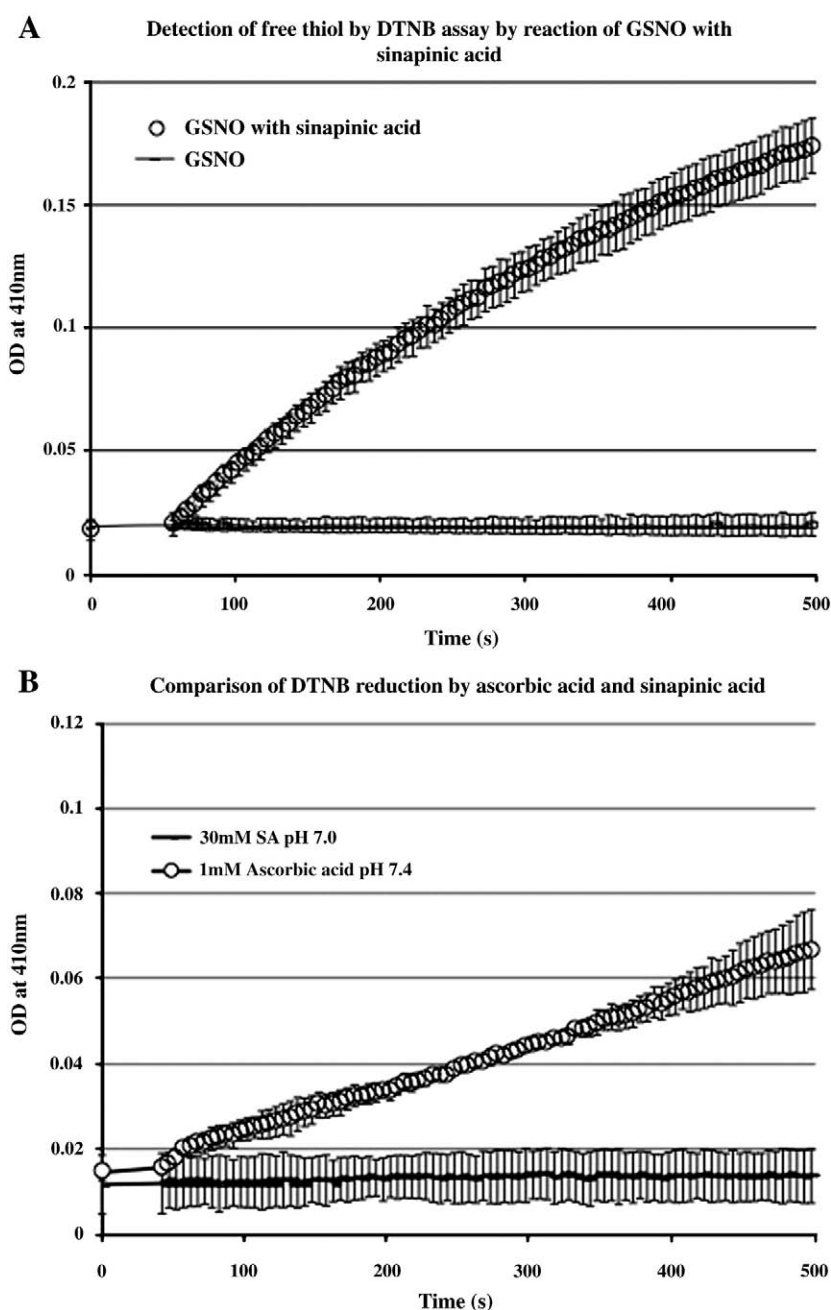 A
Detection of free thiol by DTNB assay by reaction of GSNO with
sinapinic acid
0.2
GSNO with sinapinic acid
GSNO
0.15
OD at 410nm
0.1
0.05
0
0 100 200 300 400 500
Time (s)
B
Comparison of DTNB reduction by ascorbic acid and sinapinic acid
0.12
0.1
30mM SA pH 7.0
1mM Ascorbic acid pH 7.4
0.08
OD at 410nm
0.06
0.04
0.02
0
0 100 200 300 400 500
Time (s)